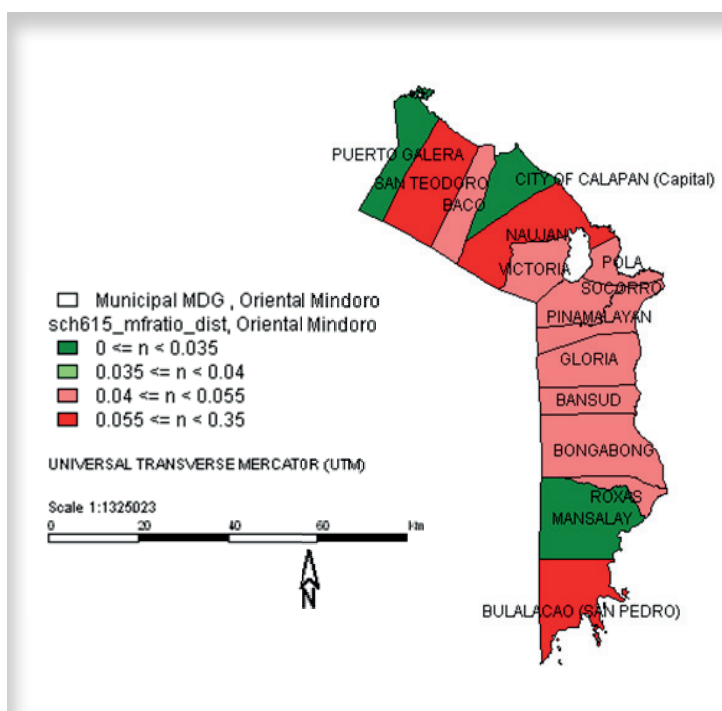 PUERTO GALERA
SAN TEODORO
BACO
CITY OF CALAPAN (Capital)
NAUJAN
VICTORIA
POLA
SOCORRO
PINAMALAYAN
GLORIA
BANSUD
BONGABONG
ROXAS
MANSALAY
BULALACAO (SAN PEDRO)
Municipal MDG , Oriental Mindoro
sch615_mfratio_dist, Oriental Mindoro
0 <= n < 0.035
0.035 <= n < 0.04
0.04 <= n < 0.055
0.055 <= n < 0.35
UNIVERSAL TRANSVERSE MERCATOR (UTM)
Scale 1:1325023
0 20 40 60 Km
N